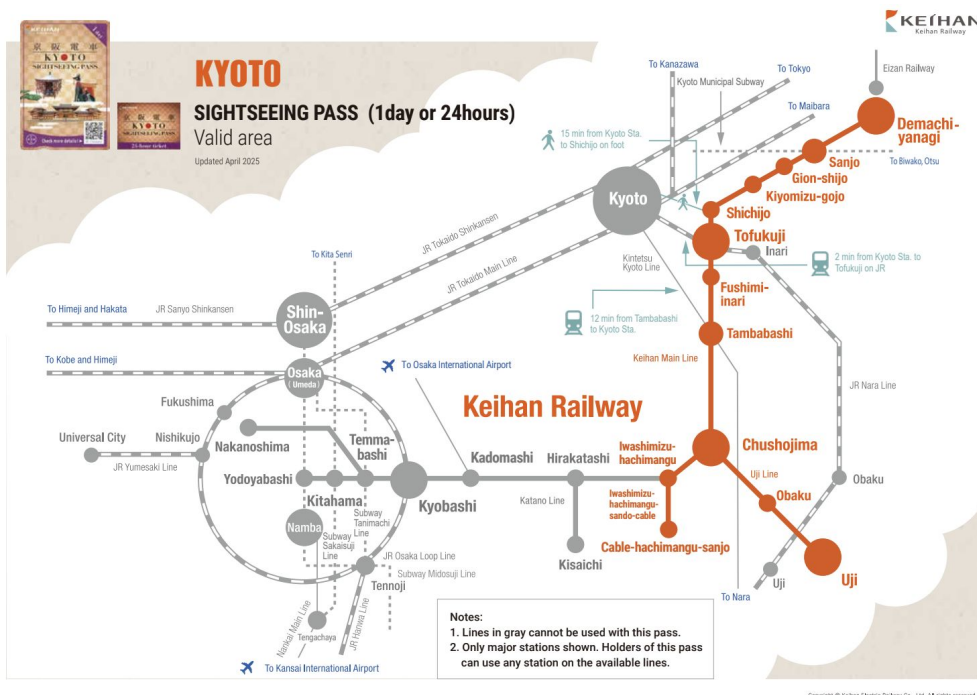 KEIHAN
Keihan Railway
KEIHAN
京阪電車
KYOTO
SIGHTSEEING PASS
KYOTO
SIGHTSEEING PASS
24-hour ticket
KYOTO
SIGHTSEEING PASS (1day or 24hours)
Valid area
Updated April 2025
To Kanazawa
To Tokyo
Kyoto Municipal Subway
To Maibara
Eizan Railway
Demachi-
yanagi
15 min from Kyoto Sta.
to Shichijo on foot
Sanjo
To Biwako, Otsu
Gion-shijo
Kiyomizu-gojo
Kyoto
Shichijo
Tofukuji
Inari
JR Tokaido Shinkansen
To Kita Senri
JR Tokaido Main Line
Kintetsu
Kyoto Line
2 min from Kyoto Sta. to
Tofukuji on JR
Fushimi-
inari
To Himeji and Hakata
JR Sanyo Shinkansen
Shin-
Osaka
12 min from Tambabashi
to Kyoto Sta.
Tambabashi
Keihan Main Line
To Kobe and Himeji
Osaka
(Umeda)
To Osaka International Airport
JR Nara Line
Keihan Railway
Fukushima
Universal City
Nishikujo
JR Yumesaki Line
Nakanoshima
Temma-
bashi
Kadomashi
Hirakatashi
Iwashimizu-
hachimangu
Chushojima
Uji Line
Yodoyabashi
Kitahama
Kyobashi
Katano Line
Iwashimizu-
hachimangu-
sando-cable
Obaku
Obaku
Namba
Subway
Tanimachi
Line
Subway
Sakaisuji
Line
Cable-hachimangu-sanjo
Kisaichi
JR Osaka Loop Line
Subway Midosuji Line
Tennoji
Uji
Uji
To Nara
Nankai Main Line
Tengachaya
JR Hanwa Line
To Kansai International Airport
Notes:
1. Lines in gray cannot be used with this pass.
2. Only major stations shown. Holders of this pass
can use any station on the available lines.